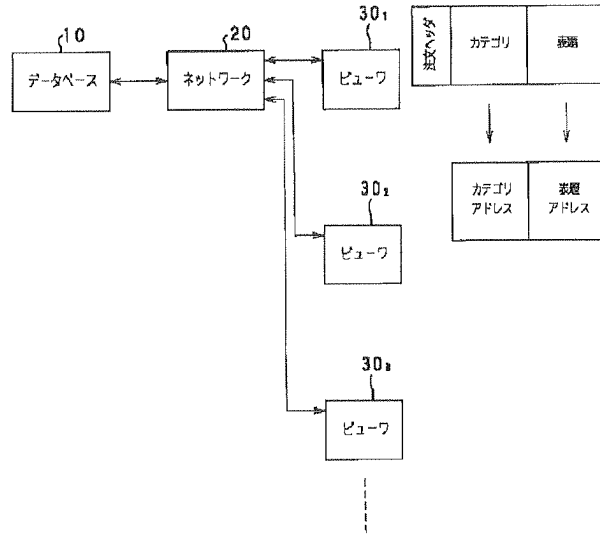 10
20
30₁
データベース
ネットワーク
ビューワ
注文ヘッダ
カテゴリ
表題
カテゴリ
アドレス
表題
アドレス
30₂
ビューワ
30₃
ビューワ